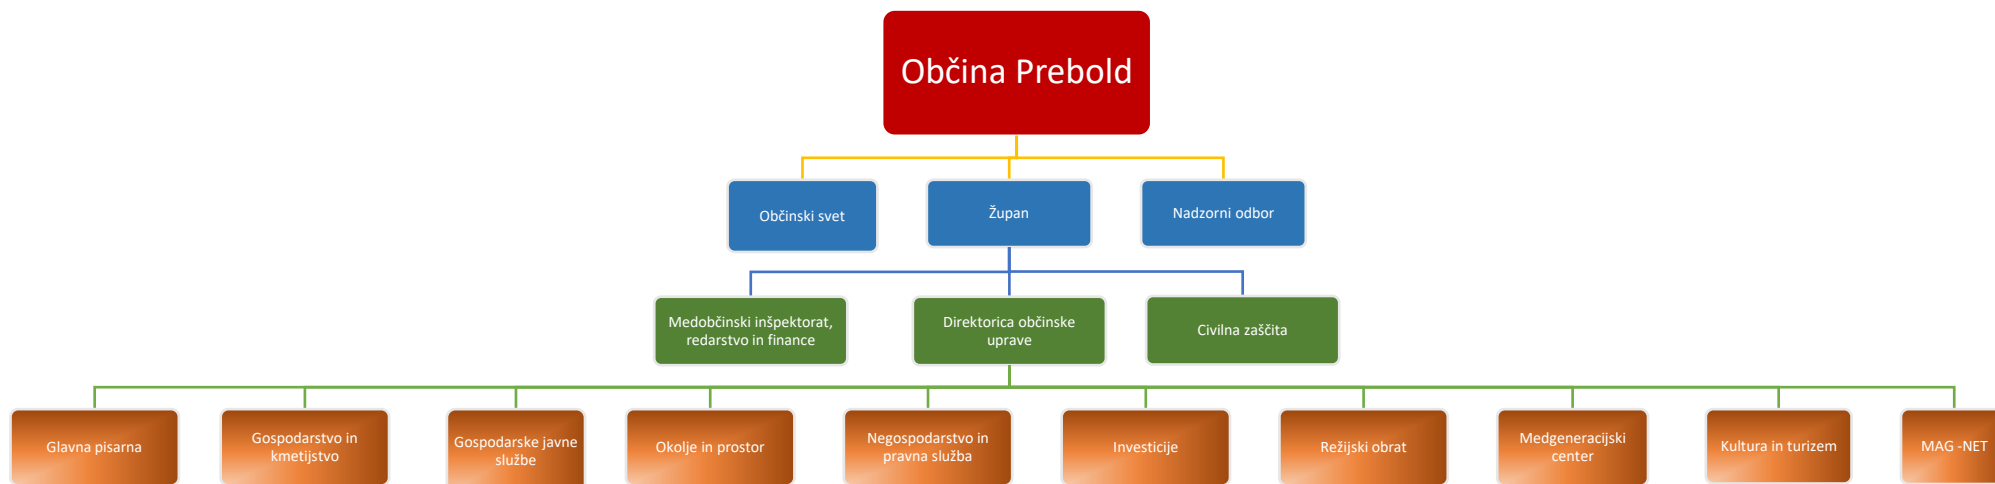 Občina Prebold
Občinski svet
Župan
Nadzorni odbor
Medobčinski inšpektorat,
redarstvo in finance
Direktorica občinske
uprave
Civilna zaščita
Glavna pisarna
Gospodarstvo in
kmetijstvo
Gospodarske javne
službe
Okolje in prostor
Negospodarstvo in
pravna služba
Investicije
Režijski obrat
Medgeneracijski
center
Kultura in turizem
MAG -NET